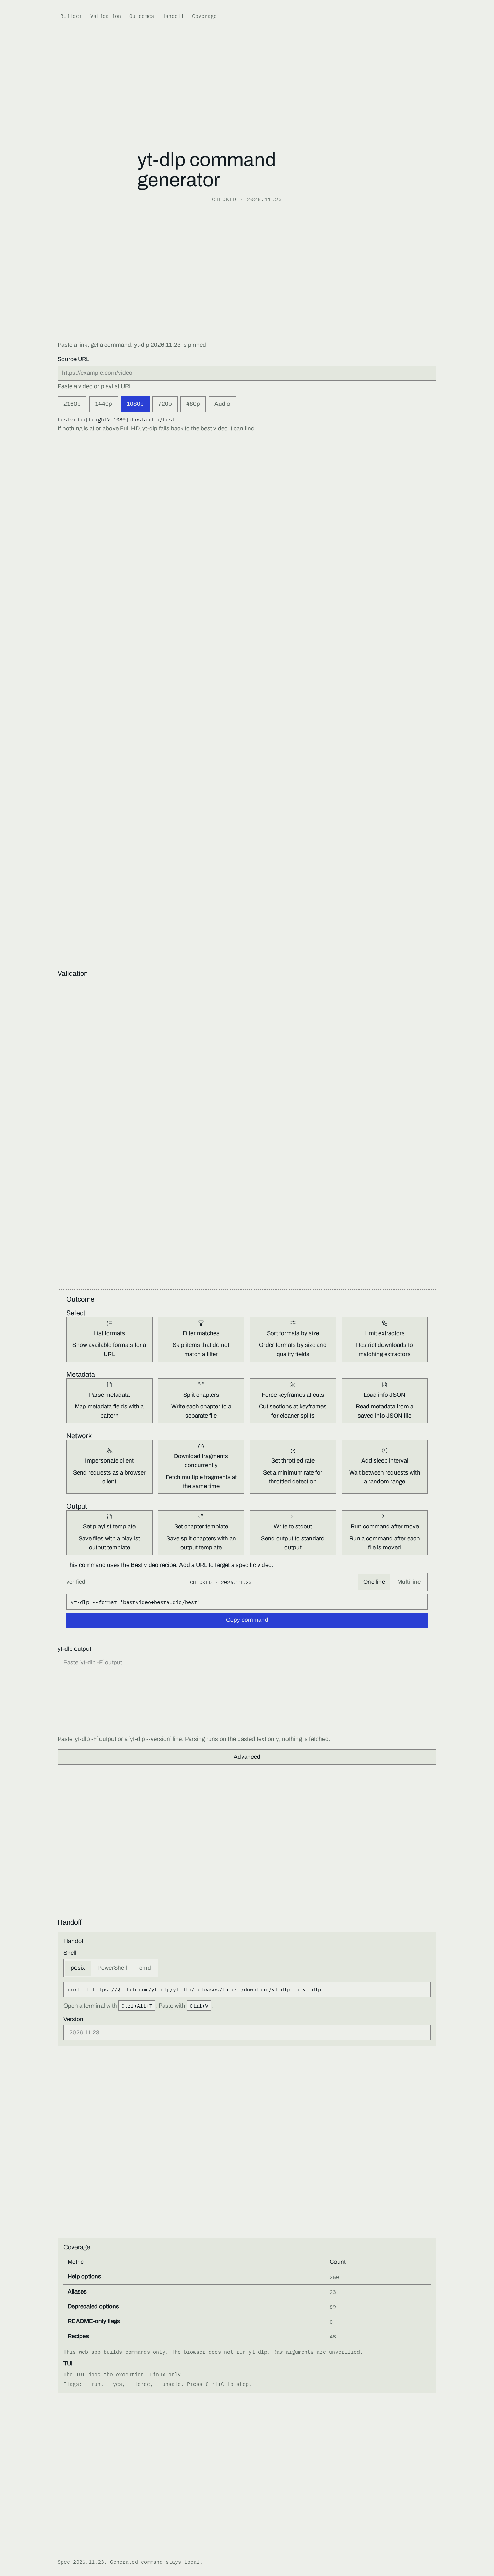 Builder Validation Outcomes Handoff Coverage
yt-dlp command
generator
CHECKED · 2026.11.23
Paste a link, get a command. yt-dlp 2026.11.23 is pinned
Source URL
https://example.com/video
Paste a video or playlist URL.
2160p 1440p 1080p 720p 480p Audio
bestvideo[height>=1080]+bestaudio/best
If nothing is at or above Full HD, yt-dlp falls back to the best video it can find.
Validation
Outcome
Select
List formats
Show available formats for a
URL
Filter matches
Skip items that do not
match a filter
Sort formats by size
Order formats by size and
quality fields
Limit extractors
Restrict downloads to
matching extractors
Metadata
Parse metadata
Map metadata fields with a
pattern
Split chapters
Write each chapter to a
separate file
Force keyframes at cuts
Cut sections at keyframes
for cleaner splits
Load info JSON
Read metadata from a
saved info JSON file
Network
Impersonate client
Send requests as a browser
client
Download fragments
concurrently
Fetch multiple fragments at
the same time
Set throttled rate
Set a minimum rate for
throttled detection
Add sleep interval
Wait between requests with
a random range
Output
Set playlist template
Save files with a playlist
output template
Set chapter template
Save split chapters with an
output template
Write to stdout
Send output to standard
output
Run command after move
Run a command after each
file is moved
This command uses the Best video recipe. Add a URL to target a specific video.
verified CHECKED · 2026.11.23 One line Multi line
yt-dlp --format 'bestvideo+bestaudio/best'
Copy command
yt-dlp output
Paste `yt-dlp -F` output...
Paste `yt-dlp -F` output or a `yt-dlp --version` line. Parsing runs on the pasted text only; nothing is fetched.
Advanced
Handoff
Handoff
Shell
posix PowerShell cmd
curl -L https://github.com/yt-dlp/yt-dlp/releases/latest/download/yt-dlp -o yt-dlp
Open a terminal with Ctrl+Alt+T. Paste with Ctrl+V.
Version
2026.11.23
Coverage
Metric Count
Help options 250
Aliases 23
Deprecated options 89
README-only flags 0
Recipes 40
This web app builds commands only. The browser does not run yt-dlp. Raw arguments are unverified.
TUI
The TUI does the execution. Linux only.
Flags: --run, --yes, --force, --unsafe. Press Ctrl+C to stop.
Spec 2026.11.23. Generated command stays local.